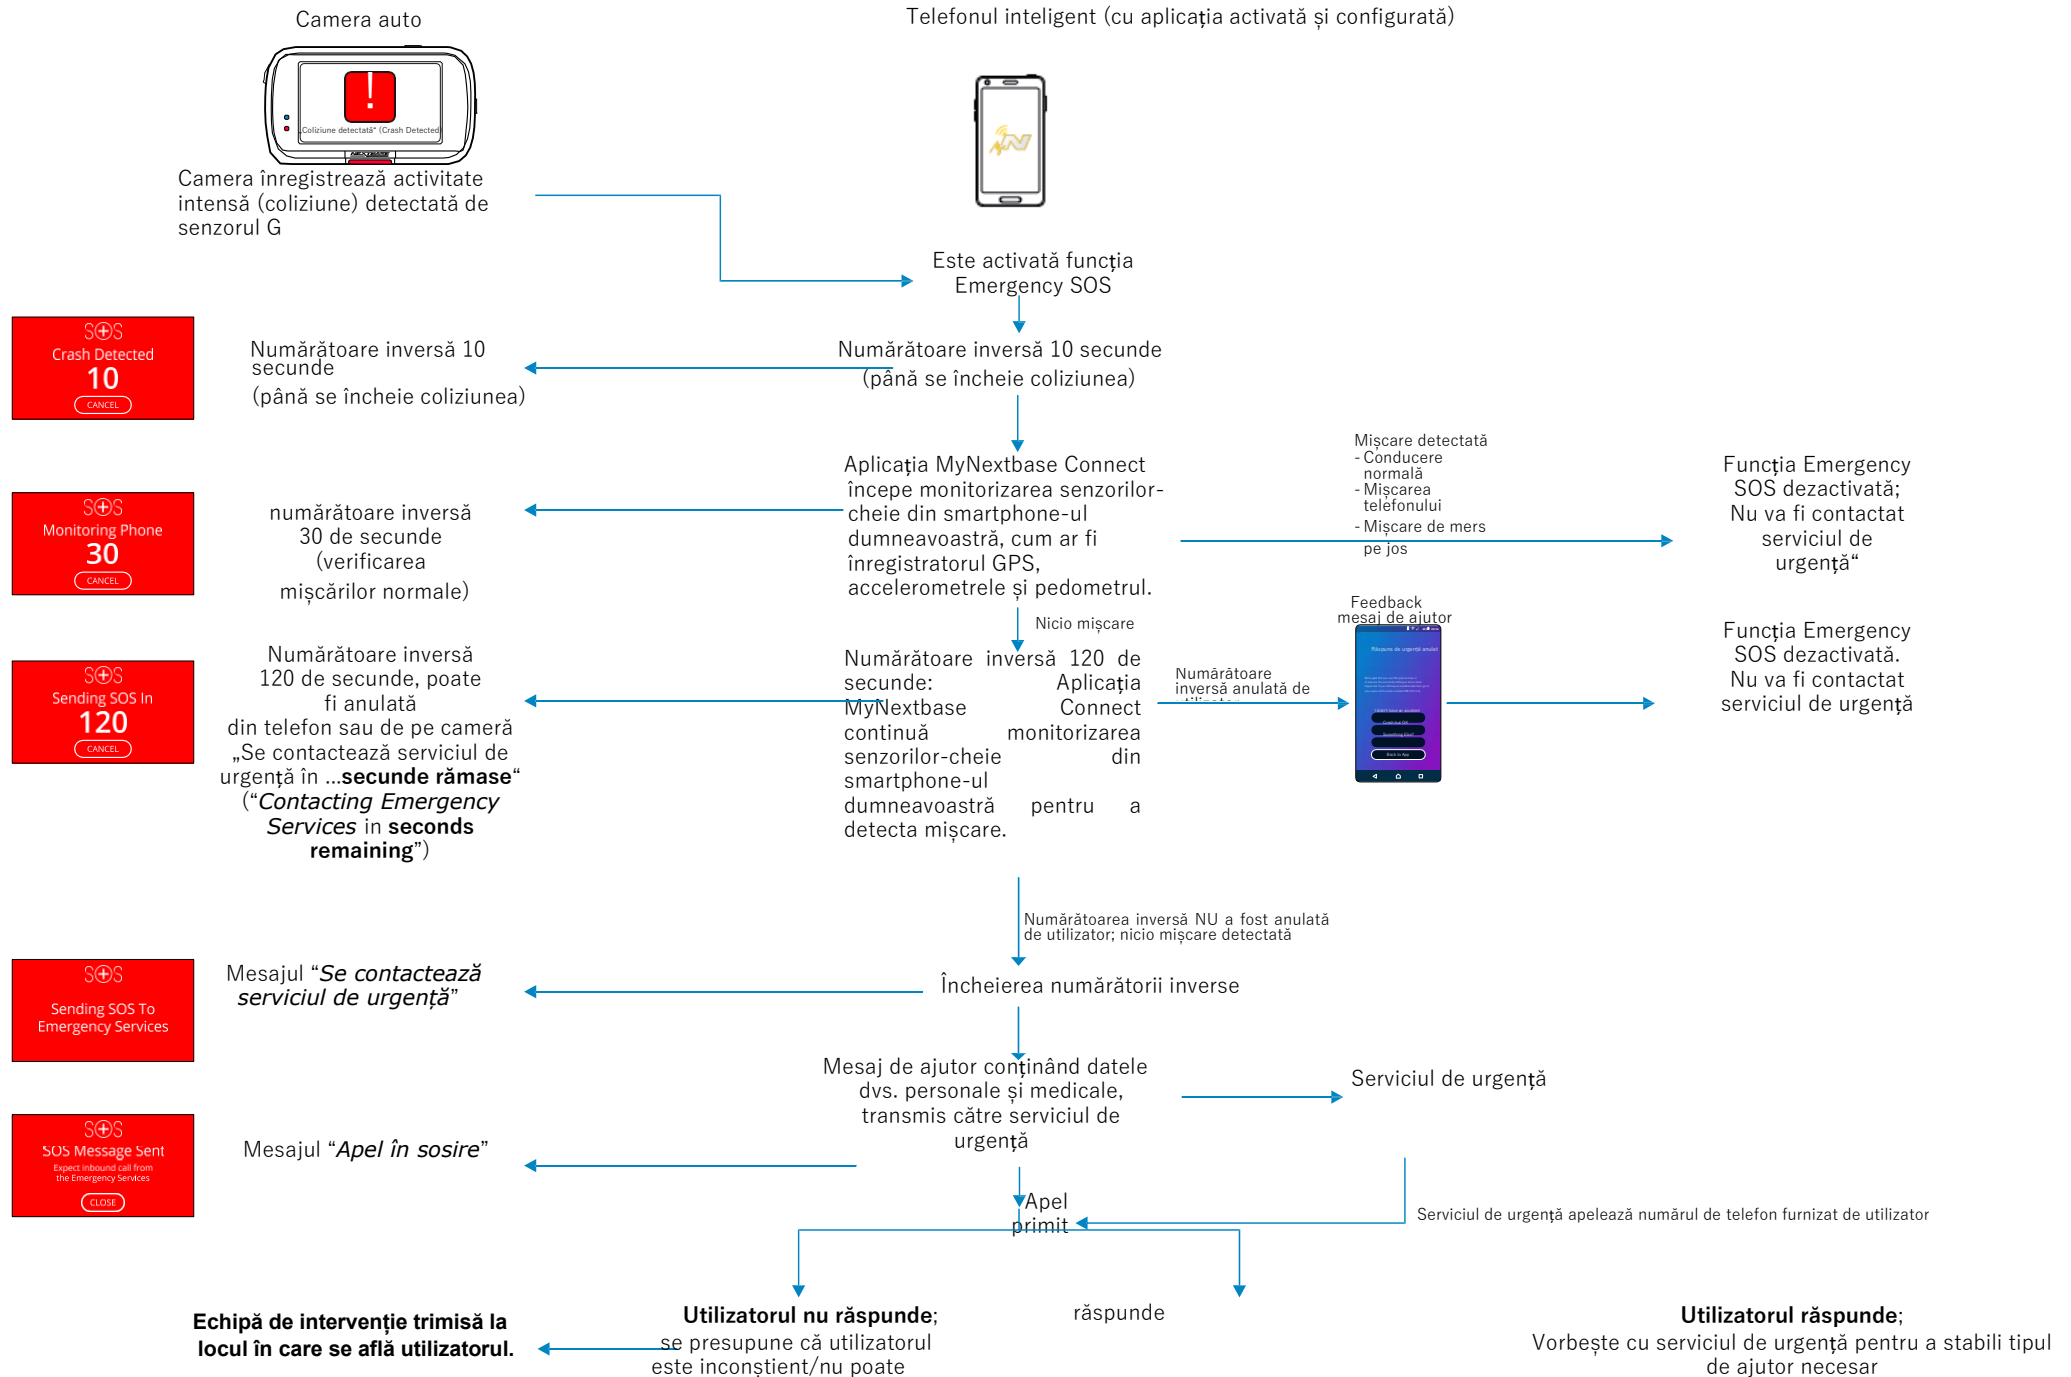 Camera auto
Telefonul inteligent (cu aplicația activată și configurată)
!
„Coliziune detectată“ (Crash Detected)
NEXTBASE
Camera înregistrează activitate
intensă (coliziune) detectată de
senzorul G
Este activată funcția
Emergency SOS
SOS
Crash Detected
10
CANCEL
Numărătoare inversă 10
secunde
(până se încheie coliziunea)
Numărătoare inversă 10 secunde
(până se încheie coliziunea)
SOS
Monitoring Phone
30
CANCEL
numărătoare inversă
30 de secunde
(verificarea
mișcărilor normale)
Aplicația MyNextbase Connect
începe monitorizarea senzorilor-
cheie din smartphone-ul
dumneavoastră, cum ar fi
înregistratorul GPS,
accelerometrele și pedometrul.
Mișcare detectată
- Conducere
normală
- Mișcarea
telefonului
- Mișcare de mers
pe jos
Funcția Emergency
SOS dezactivată;
Nu va fi contactat
serviciul de
urgență“
Nicio mișcare
SOS
Sending SOS In
120
CANCEL
Numărătoare inversă
120 de secunde, poate
fi anulată
din telefon sau de pe cameră
„Se contactează serviciul de
urgență în ...secunde rămase“
(“Contacting Emergency
Services in seconds
remaining”)
Numărătoare inversă 120 de
secunde: Aplicația
MyNextbase Connect
continuă monitorizarea
senzorilor-cheie din
smartphone-ul
dumneavoastră pentru a
detecta mișcare.
Numărătoare
inversă anulată de
utilizator
Feedback
mesaj de ajutor
Răspuns de urgență anulat
Something Else?
Back to App
Funcția Emergency
SOS dezactivată.
Nu va fi contactat
serviciul de urgență
Numărătoarea inversă NU a fost anulată
de utilizator; nicio mișcare detectată
SOS
Sending SOS To
Emergency Services
Mesajul “Se contactează
serviciul de urgență”
Încheierea numărătorii inverse
Mesaj de ajutor conținând datele
dvs. personale și medicale,
transmis către serviciul de
urgență
Serviciul de urgență
SOS
SOS Message Sent
Expect inbound call from
the Emergency Services
CLOSE
Mesajul “Apel în sosire”
Apel
primit
Serviciul de urgență apelează numărul de telefon furnizat de utilizator
Echipă de intervenție trimisă la
locul în care se află utilizatorul.
Utilizatorul nu răspunde;
se presupune că utilizatorul
este inconștient/nu poate
răspunde
Utilizatorul răspunde;
Vorbește cu serviciul de urgență pentru a stabili tipul
de ajutor necesar